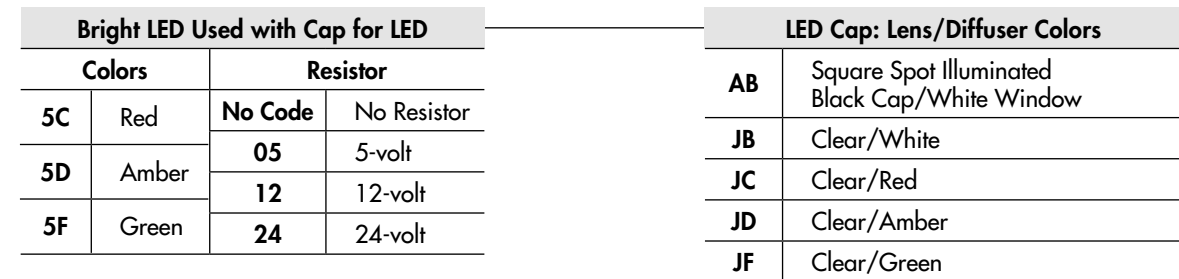 Bright LED Used with Cap for LED
Colors Resistor
5C Red
5D Amber
5F Green
No Code No Resistor
05 5-volt
12 12-volt
24 24-volt
LED Cap: Lens/Diffuser Colors
AB Square Spot Illuminated
Black Cap/White Window
JB Clear/White
JC Clear/Red
JD Clear/Amber
JF Clear/Green